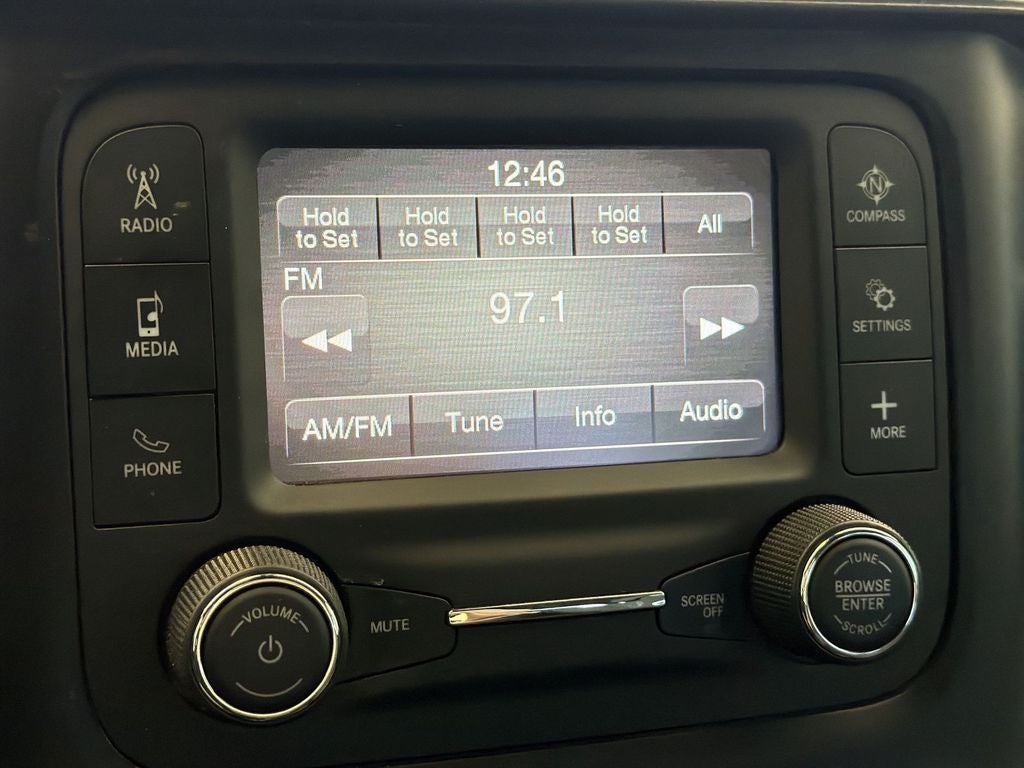 12:46
Hold
to Set
Hold
to Set
Hold
to Set
Hold
to Set
All
FM
97.1
AM/FM
Tune
Info
Audio
RADIO
MEDIA
PHONE
N
COMPASS
SETTINGS
MORE
VOLUME
MUTE
SCREEN
OFF
TUNE
BROWSE
ENTER
SCROLL